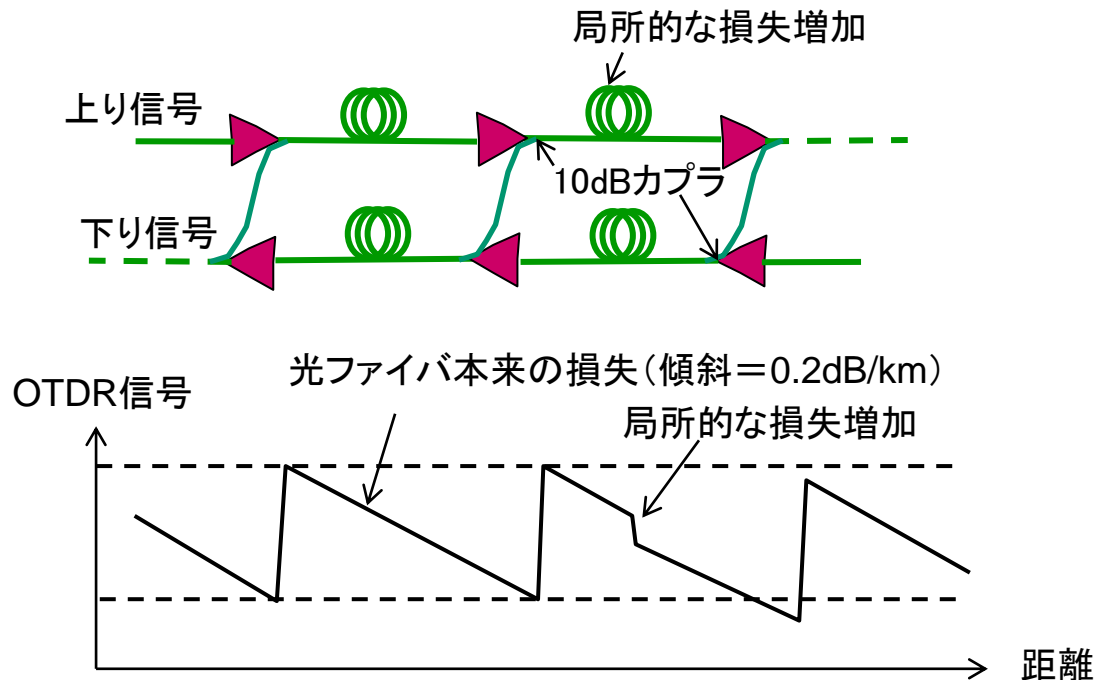 局所的な損失増加
上り信号
10dBカプラ
下り信号
光ファイバ本来の損失(傾斜=0.2dB/km)
OTDR信号
局所的な損失増加
距離